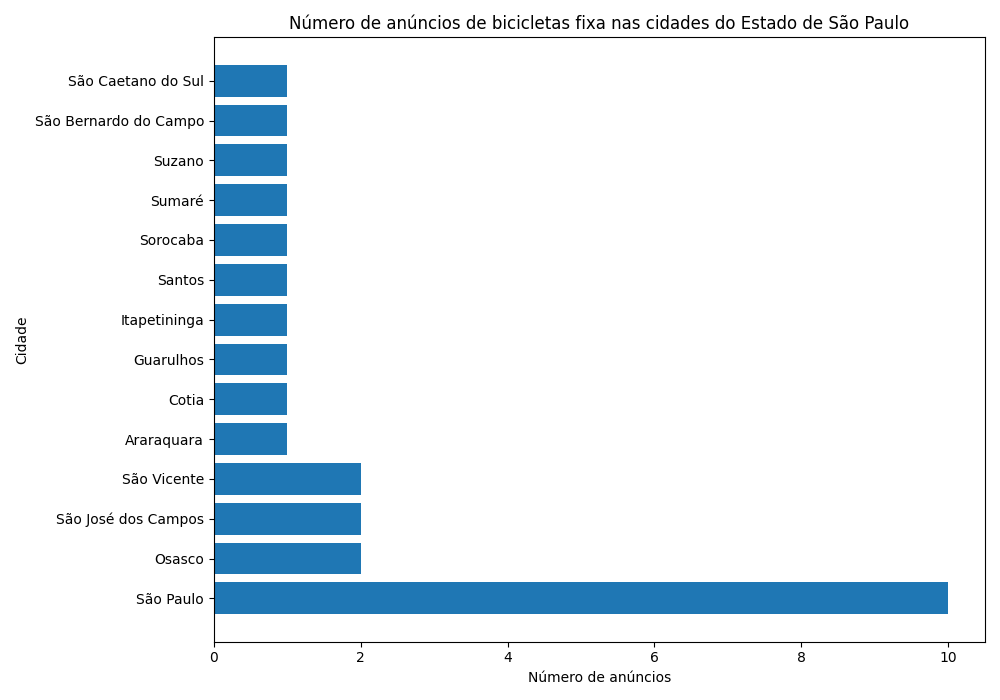 Número de anúncios de bicicletas fixa nas cidades do Estado de São Paulo
Cidade
São Caetano do Sul
São Bernardo do Campo
Suzano
Sumaré
Sorocaba
Santos
Itapetininga
Guarulhos
Cotia
Araraquara
São Vicente
São José dos Campos
Osasco
São Paulo
0 2 4 6 8 10
Número de anúncios